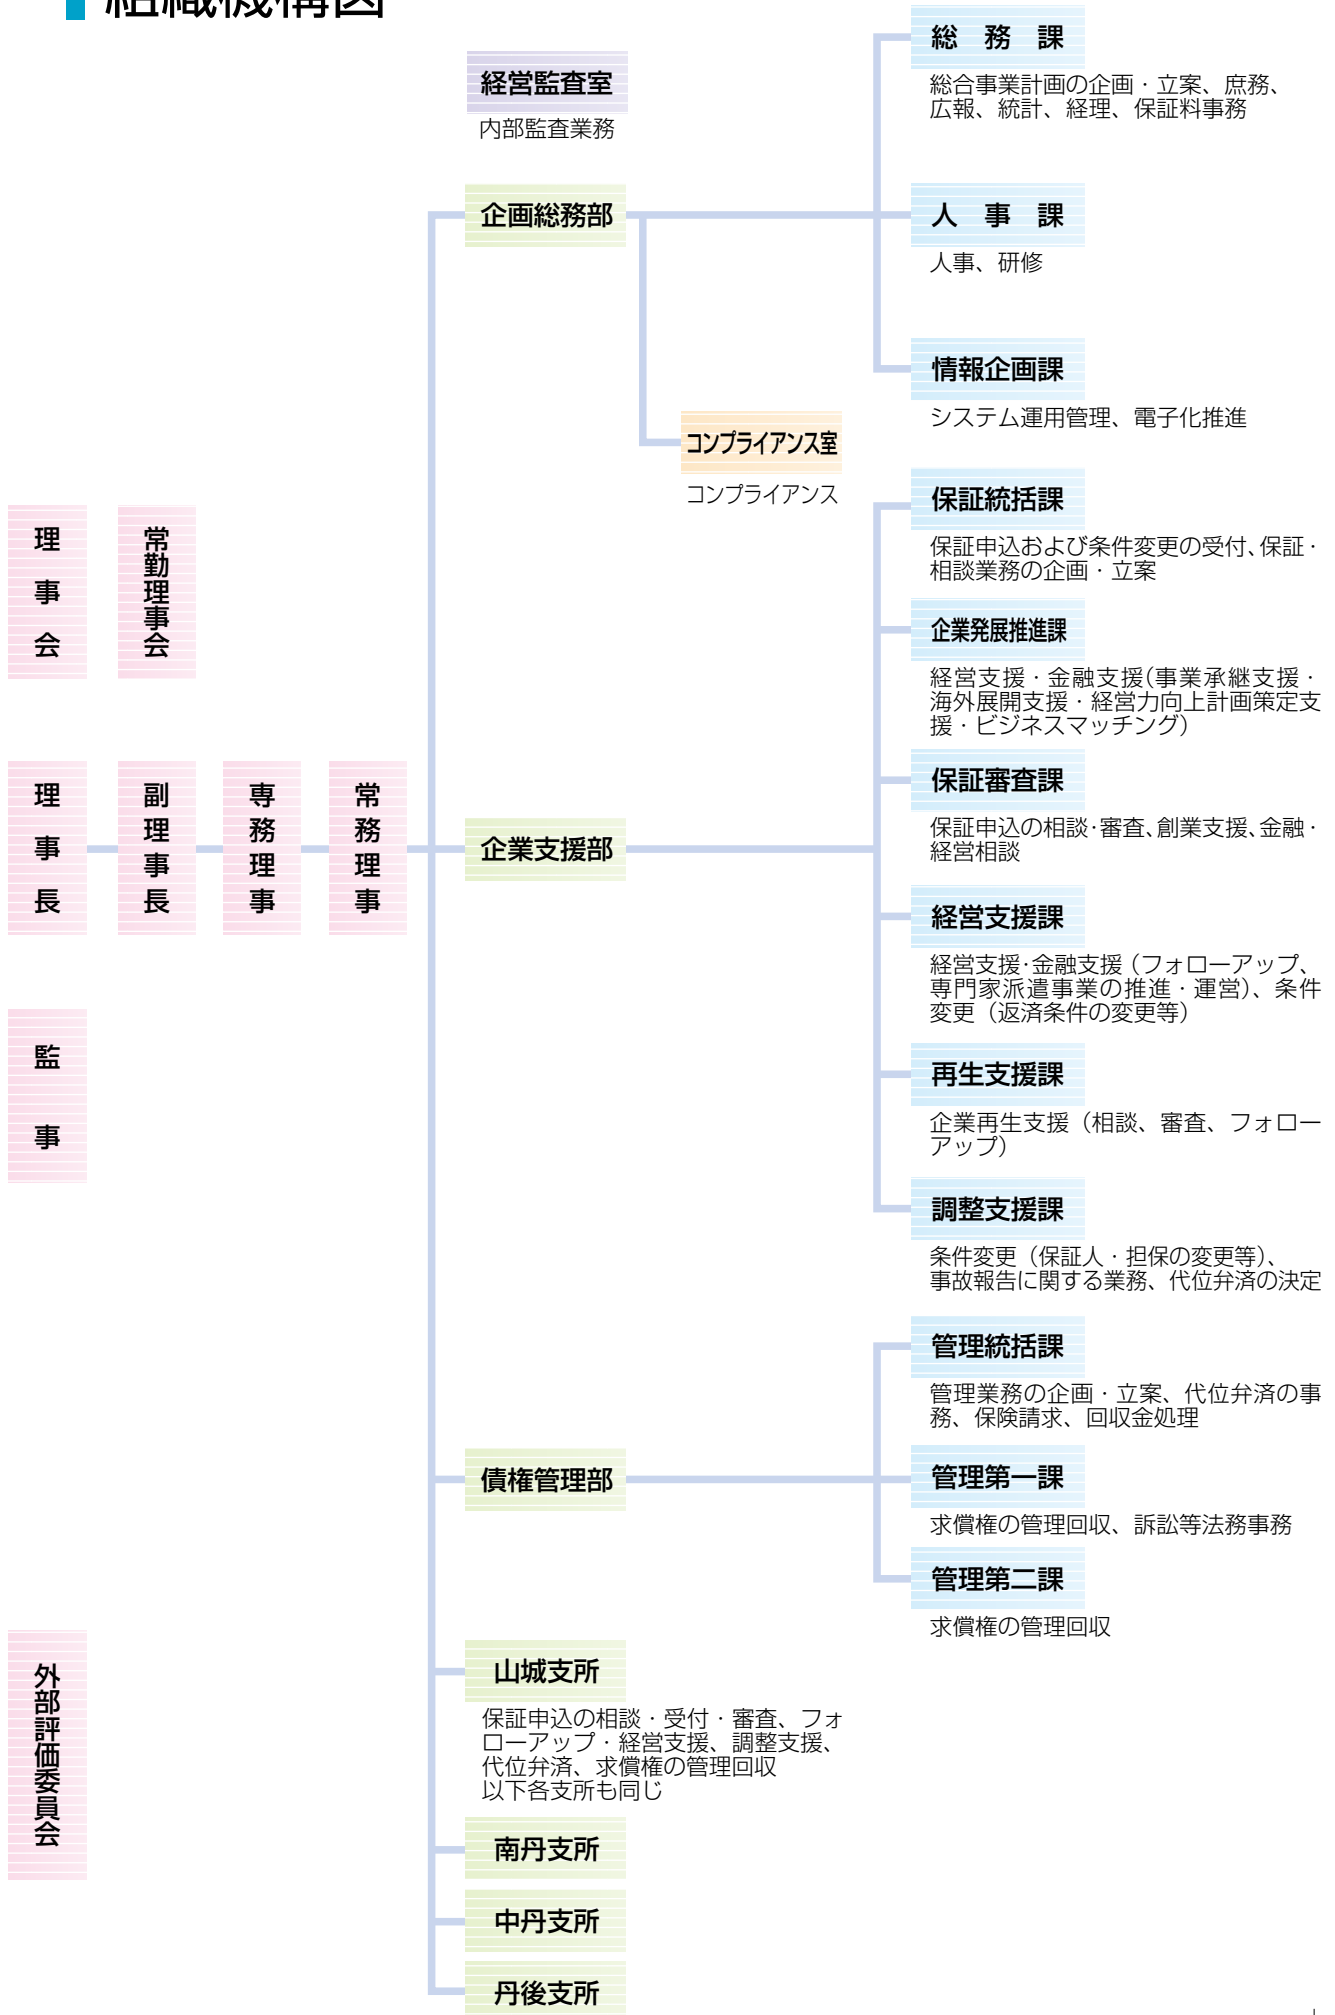 組織機構図
経営監査室
内部監査業務
企画総務部
総務課
総合事業計画の企画・立案、庶務、
広報、統計、経理、保証料事務
人事課
人事、研修
情報企画課
システム運用管理、電子化推進
コンプライアンス室
コンプライアンス
理事会
常勤理事会
理事長
副理事長
専務理事
常務理事
監事
外部評価委員会
企業支援部
保証統括課
保証申込および条件変更の受付、保証・
相談業務の企画・立案
企業発展推進課
経営支援・金融支援(事業承継支援・
海外展開支援・経営力向上計画策定支
援・ビジネスマッチング)
保証審査課
保証申込の相談・審査、創業支援、金融・
経営相談
経営支援課
経営支援・金融支援(フォローアップ、
専門家派遣事業の推進・運営)、条件
変更(返済条件の変更等)
再生支援課
企業再生支援(相談、審査、フォロー
アップ)
調整支援課
条件変更(保証人・担保の変更等)、
事故報告に関する業務、代位弁済の決定
債権管理部
管理統括課
管理業務の企画・立案、代位弁済の事
務、保険請求、回収金処理
管理第一課
求償権の管理回収、訴訟等法務事務
管理第二課
求償権の管理回収
山城支所
保証申込の相談・受付・審査、フォ
ローアップ・経営支援、調整支援、
代位弁済、求償権の管理回収
以下各支所も同じ
南丹支所
中丹支所
丹後支所